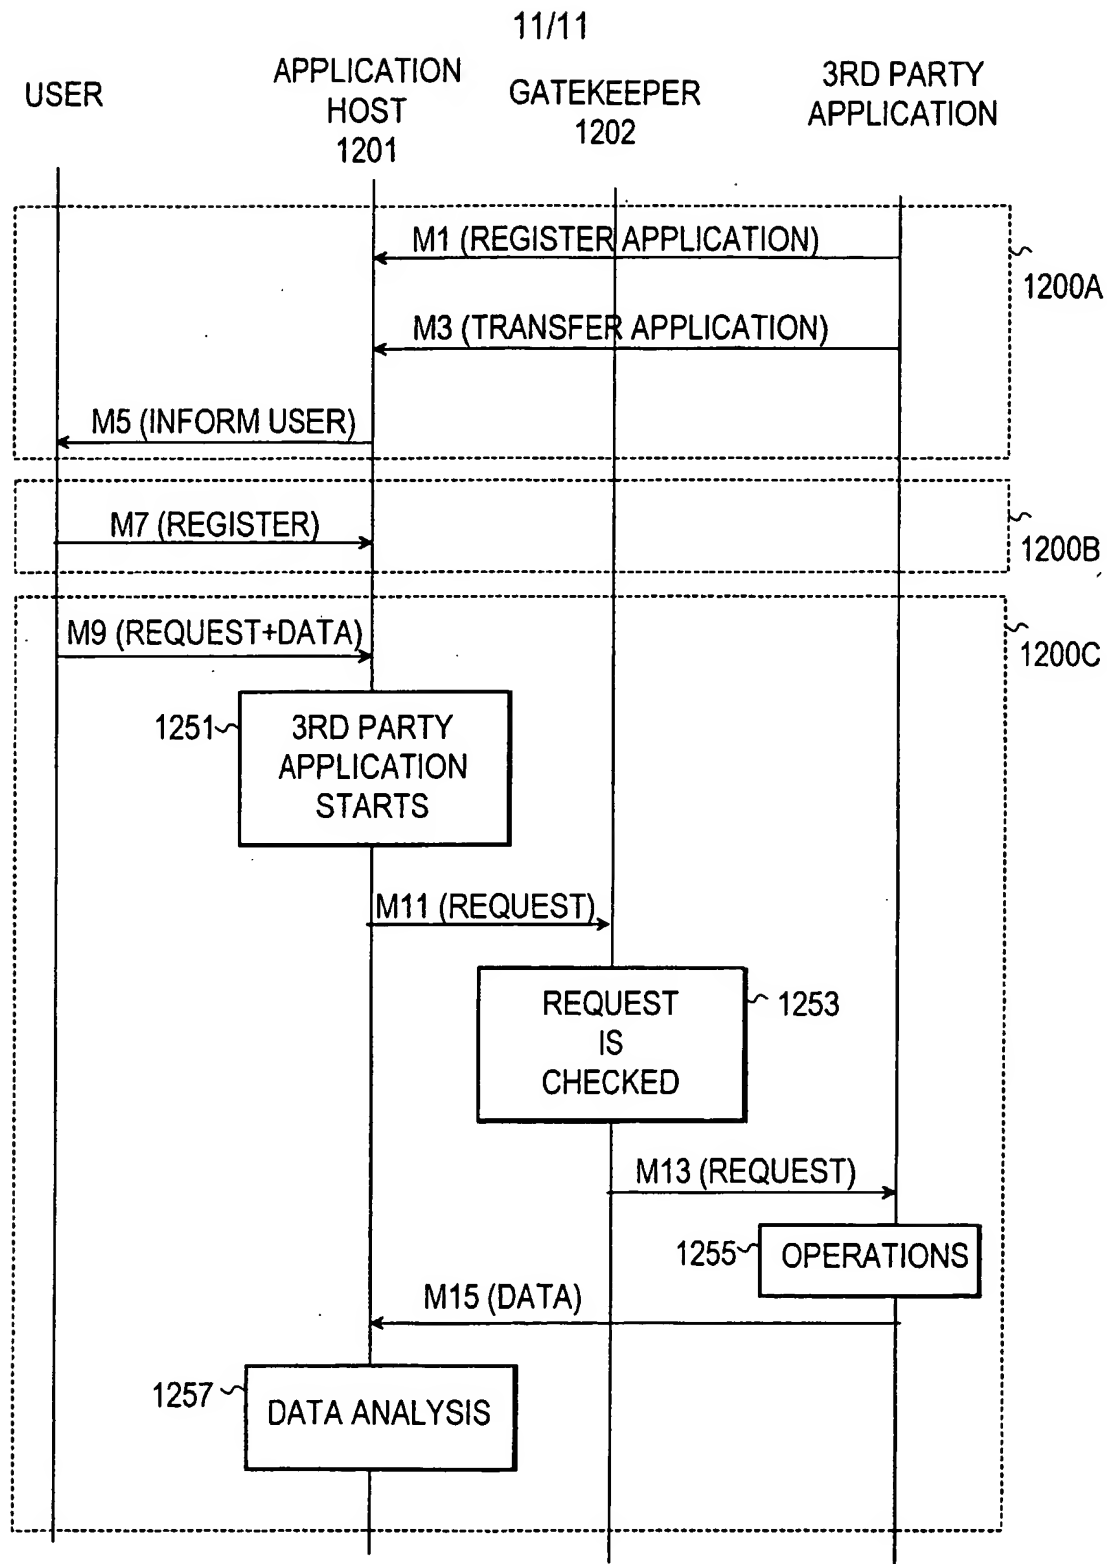 11/11
USER
APPLICATION
HOST
1201
GATEKEEPER
1202
3RD PARTY
APPLICATION
M1 (REGISTER APPLICATION)
1200A
M3 (TRANSFER APPLICATION)
M5 (INFORM USER)
M7 (REGISTER)
1200B
M9 (REQUEST+DATA)
1200C
1251
3RD PARTY
APPLICATION
STARTS
M11 (REQUEST)
REQUEST
IS
CHECKED
1253
M13 (REQUEST)
1255
OPERATIONS
M15 (DATA)
1257
DATA ANALYSIS